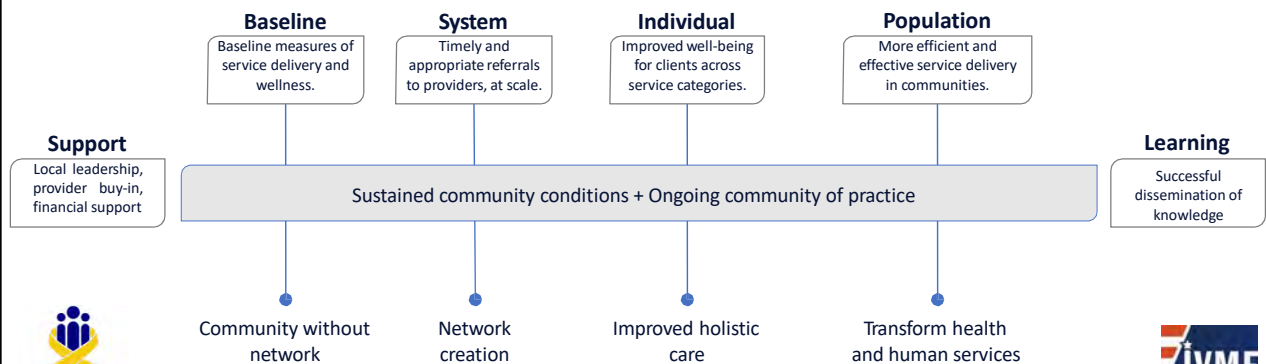 Baseline
Baseline measures of
service delivery and
wellness.
System
Timely and
appropriate referrals
to providers, at scale.
Individual
Improved well-being
for clients across
service categories.
Population
More efficient and
effective service delivery
in communities.
Support
Local leadership,
provider buy-in,
financial support
Sustained community conditions + Ongoing community of practice
Learning
Successful
dissemination of
knowledge
Community without
network
Network
creation
Improved holistic
care
Transform health
and human services
IVMF